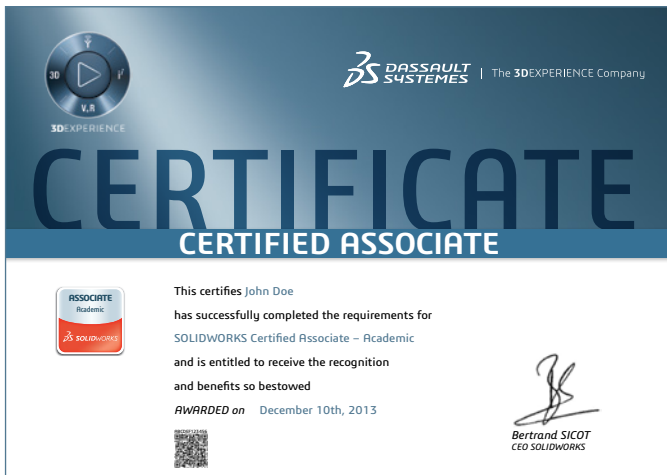 3D
V,R
3DEXPERIENCE
DASSAULT
SYSTEMES
The 3DEXPERIENCE Company
CERTIFICATE
CERTIFIED ASSOCIATE
ASSOCIATE
Academic
SOLIDWORKS
This certifies John Doe
has successfully completed the requirements for
SOLIDWORKS Certified Associate – Academic
and is entitled to receive the recognition
and benefits so bestowed
AWARDED on December 10th, 2013
ABCDEF123456
Bertrand SICOT
CEO SOLIDWORKS